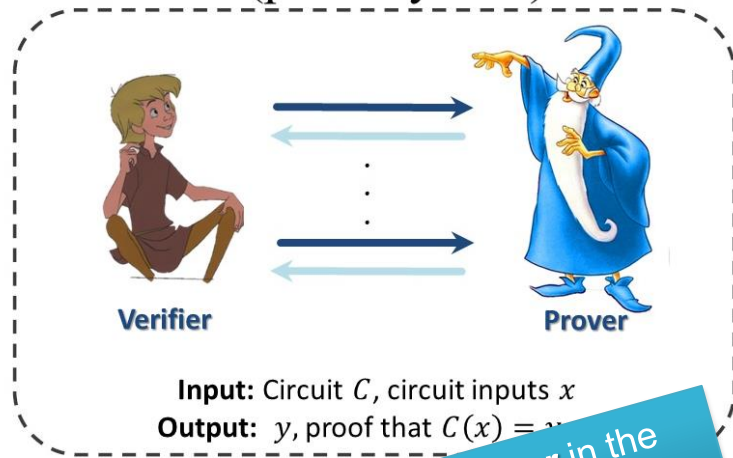 Verifier
Prover
Input: Circuit C, circuit inputs x
Output: y, proof that C(x) =
in the